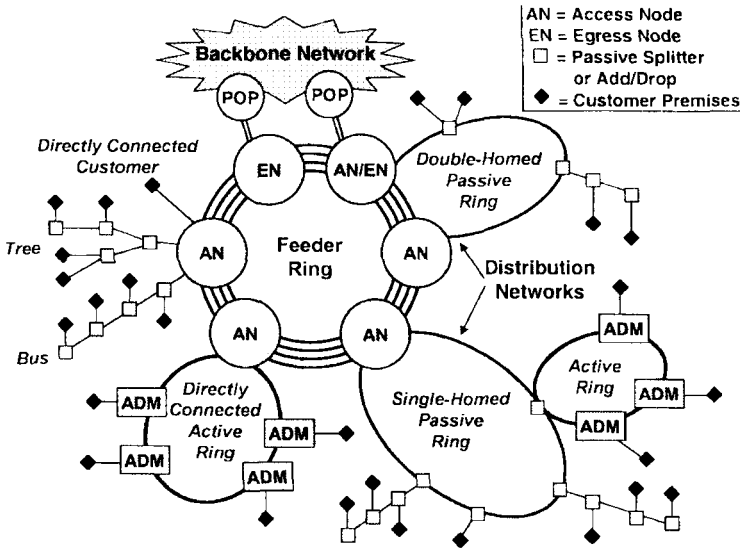 AN = Access Node
EN = Egress Node
= Passive Splitter
or Add/Drop
= Customer Premises
Backbone Network
POP
POP
Directly Connected
Customer
EN
AN/EN
Double-Homed
Passive
Ring
Tree
AN
Feeder
Ring
AN
Distribution
Networks
Bus
AN
AN
ADM
Active
Ring
ADM
ADM
Directly
Connected
Active
Ring
ADM
ADM
ADM
ADM
Single-Homed
Passive
Ring